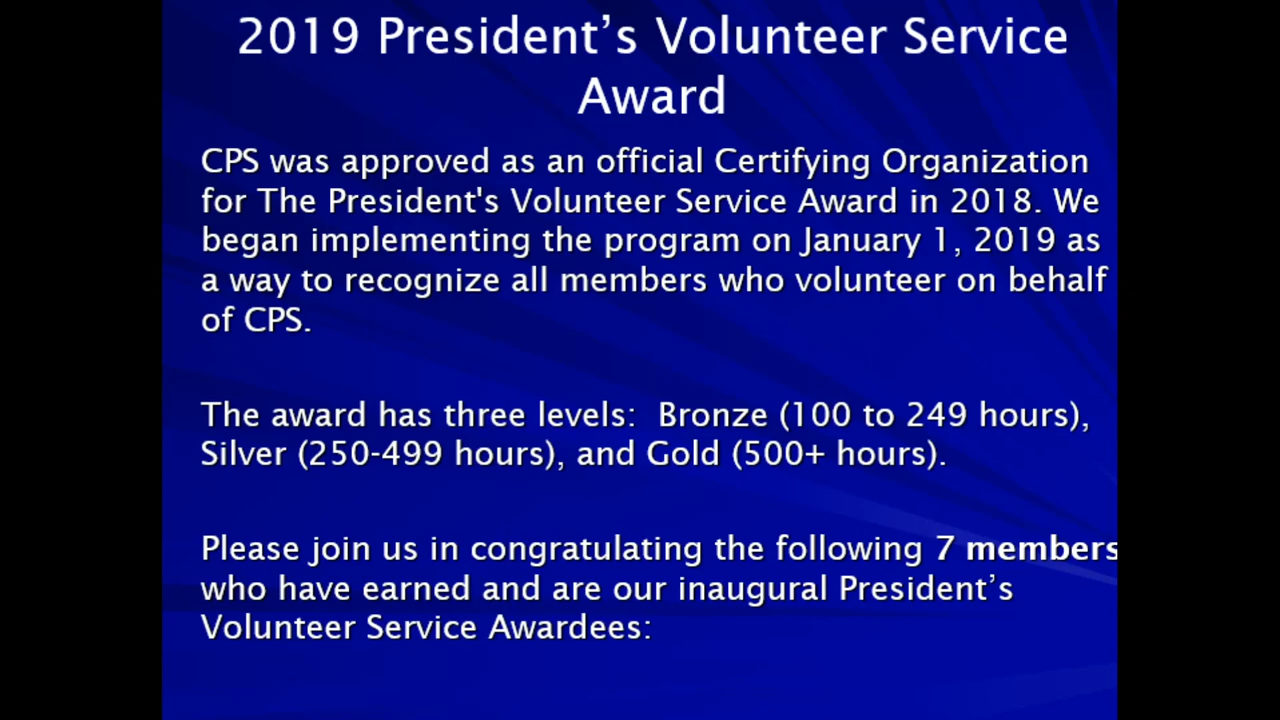 2019 President’s Volunteer Service
Award
CPS was approved as an official Certifying Organization
for The President's Volunteer Service Award in 2018. We
began implementing the program on January 1, 2019 as
a way to recognize all members who volunteer on behalf
of CPS.
The award has three levels:  Bronze (100 to 249 hours),
Silver (250-499 hours), and Gold (500+ hours).
Please join us in congratulating the following 7 members
who have earned and are our inaugural President’s
Volunteer Service Awardees: